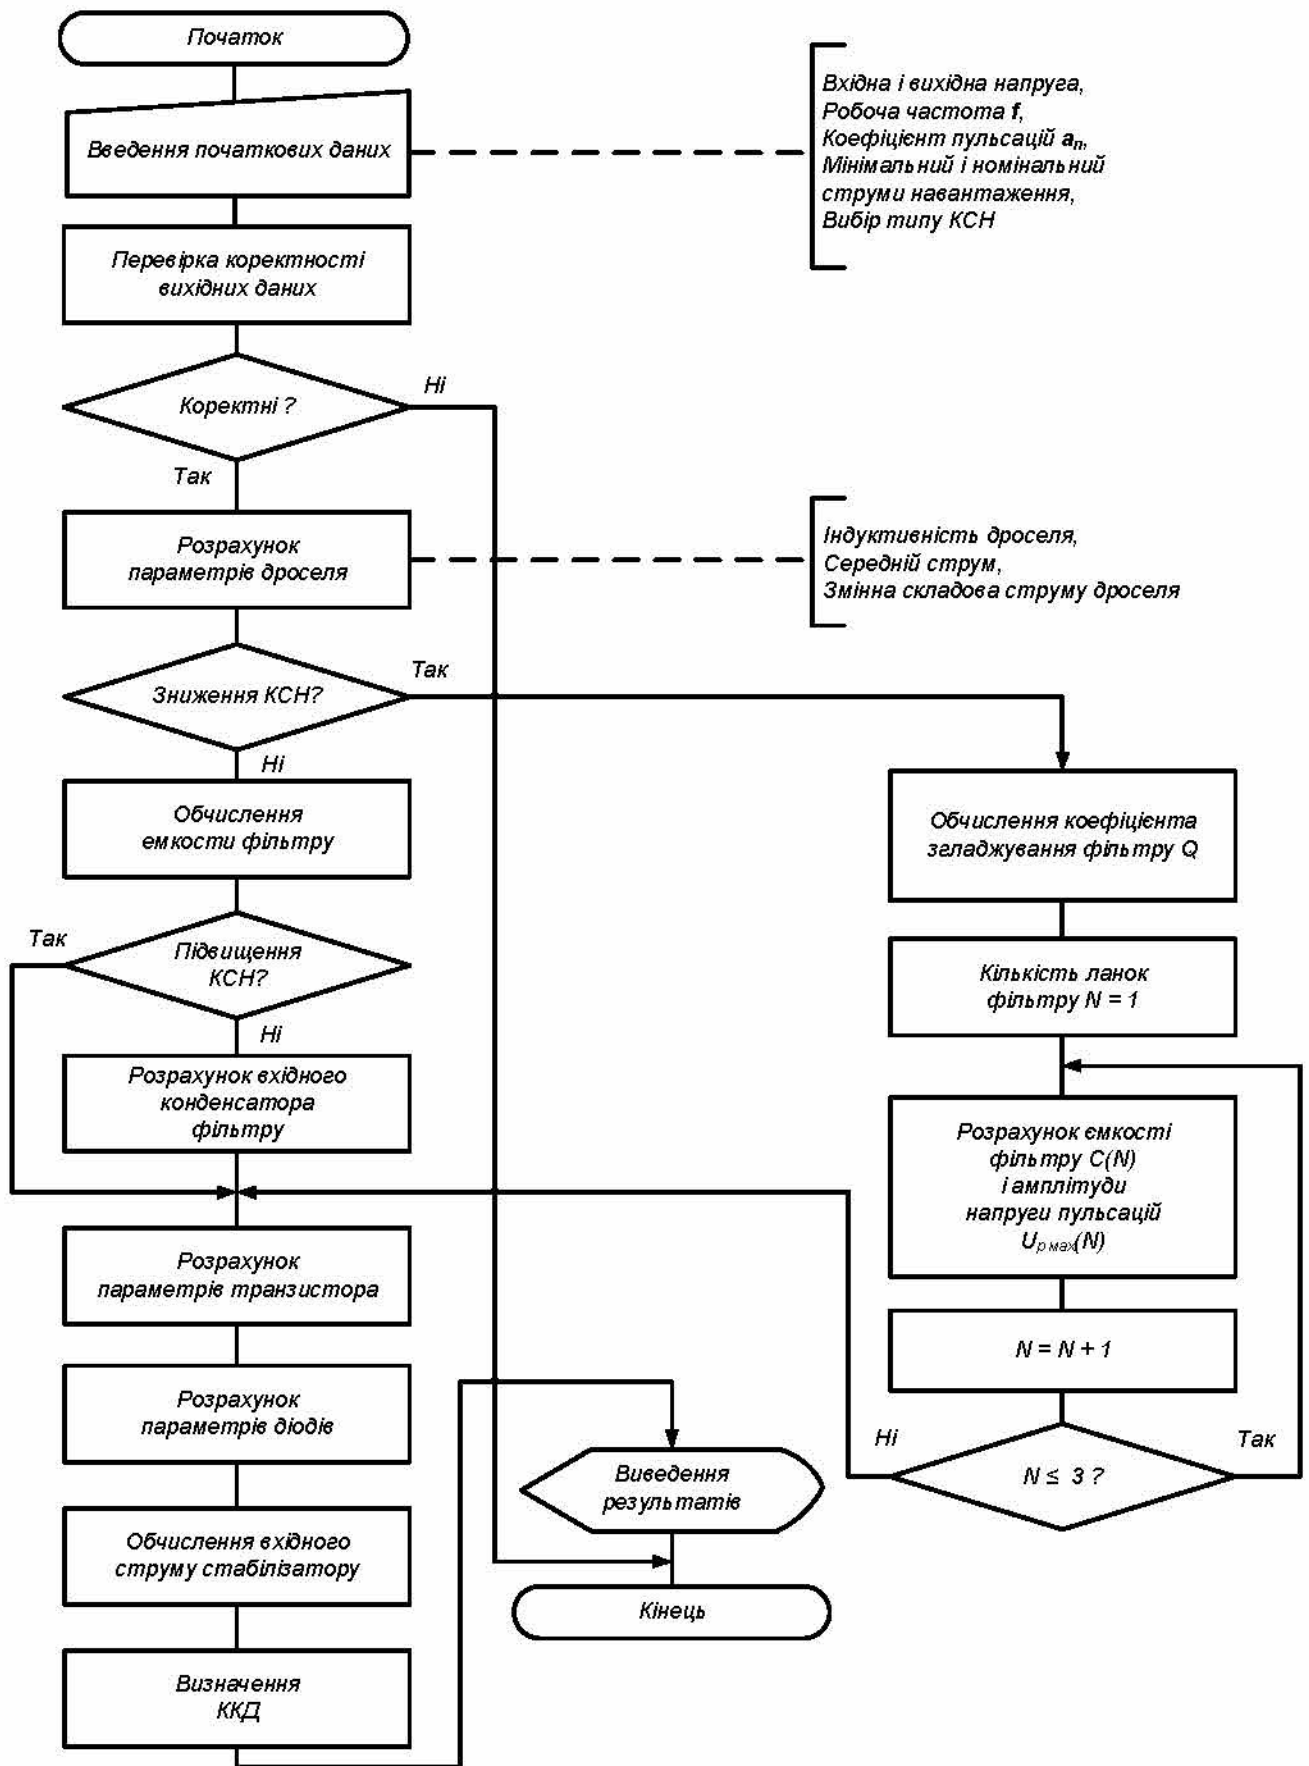 Початок
Введення початкових даних
Вхідна і вихідна напруга,
Робоча частота f,
Коефіцієнт пульсацій aп,
Мінімальний і номінальний
струми навантаження,
Вибір типу КСН
Перевірка коректності
вихідних даних
Коректні ?
Ні
Так
Розрахунок
параметрів дроселя
Індуктивність дроселя,
Середній струм,
Змінна складова струму дроселя
Зниження КСН?
Так
Ні
Обчислення
емкости фільтру
Підвищення
КСН?
Так
Ні
Розрахунок вхідного
конденсатора
фільтру
Розрахунок
параметрів транзистора
Розрахунок
параметрів діодів
Обчислення вхідного
струму стабілізатору
Визначення
ККД
Обчислення коефіцієнта
згладжування фільтру Q
Кількість ланок
фільтру N = 1
Розрахунок ємкості
фільтру C(N)
і амплітуди
напруги пульсацій
Uр мах(N)
N = N + 1
N ≤ 3 ?
Ні
Так
Виведення
результатів
Кінець